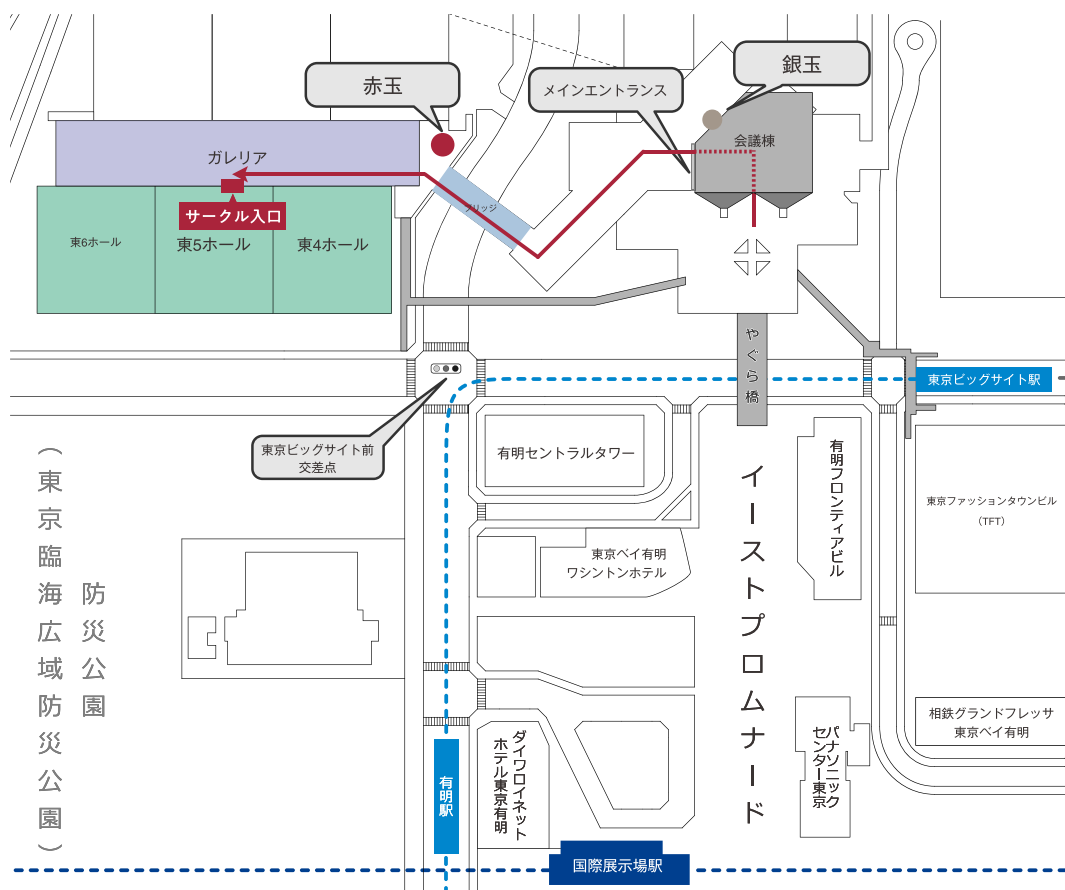 赤玉
メインエントランス
銀玉
会議棟
ガレリア
ブリッジ
サークル入口
東6ホール
東5ホール
東4ホール
やぐら橋
東京ビッグサイト駅
東京ビッグサイト前
交差点
有明セントラルタワー
有明フロンティアビル
東京ファッションタウンビル
（TFT）
イーストプロムナード
東京ベイ有明
ワシントンホテル
防災公園
（東京臨海広域防災公園）
相鉄グランドフレッサ
東京ベイ有明
パナソニック
センター東京
ダイワロイネット
ホテル東京有明
有明駅
国際展示場駅